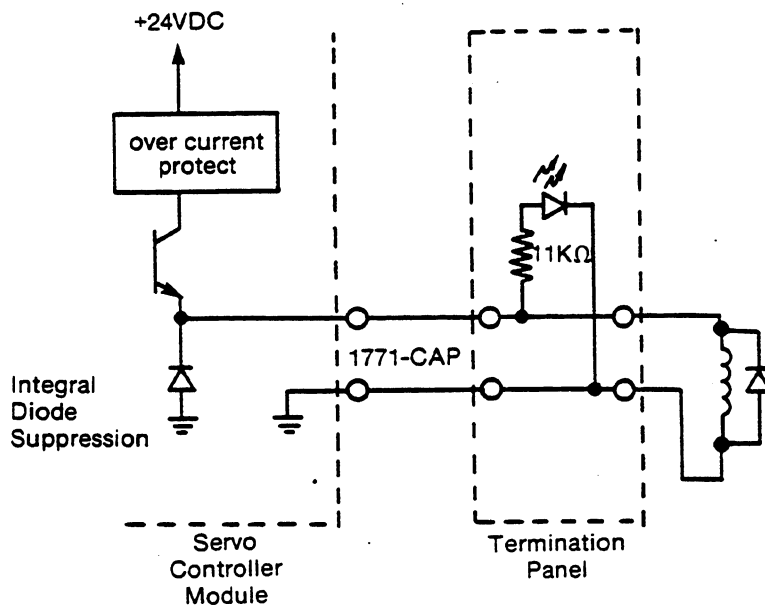 +24VDC
over current
protect
11KΩ
1771-CAP
Integral
Diode
Suppression
Servo
Controller
Module
Termination
Panel